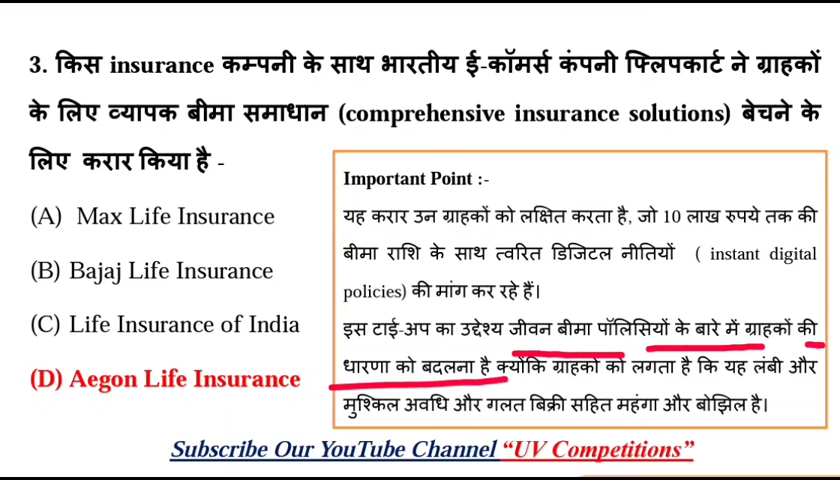 3. किस insurance कम्पनी के साथ भारतीय ई-कॉमर्स कंपनी फ्लिपकार्ट ने ग्राहकों
के लिए व्यापक बीमा समाधान (comprehensive insurance solutions) बेचने के
लिए करार किया है -
(A) Max Life Insurance
(B) Bajaj Life Insurance
(C) Life Insurance of India
(D) Aegon Life Insurance
Important Point :-
यह करार उन ग्राहकों को लक्षित करता है, जो 10 लाख रुपये तक की
बीमा राशि के साथ त्वरित डिजिटल नीतियों ( instant digital
policies) की मांग कर रहे हैं।
इस टाई-अप का उद्देश्य जीवन बीमा पॉलिसियों के बारे में ग्राहकों की
धारणा को बदलना है क्योंकि ग्राहको को लगता है कि यह लंबी और
मुश्किल अवधि और गलत बिक्री सहित महंगा और बोझिल है।
Subscribe Our YouTube Channel “UV Competitions”